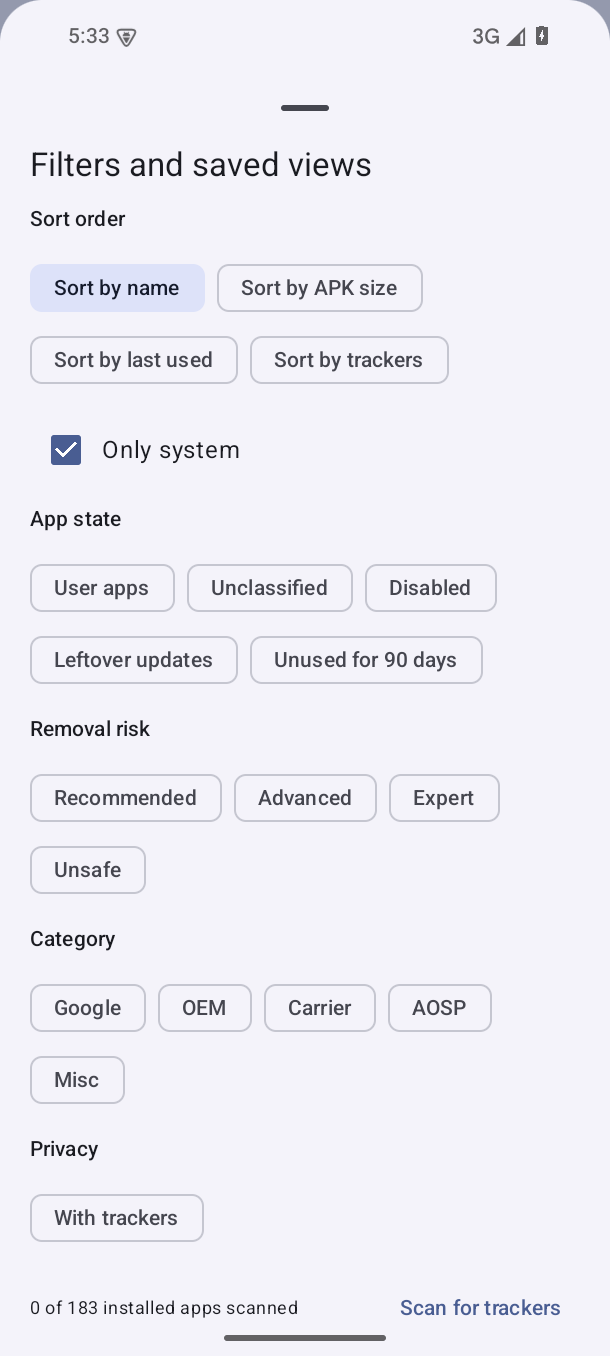 5:33
3G
Filters and saved views
Sort order
Sort by name
Sort by APK size
Sort by last used
Sort by trackers
Only system
App state
User apps
Unclassified
Disabled
Leftover updates
Unused for 90 days
Removal risk
Recommended
Advanced
Expert
Unsafe
Category
Google
OEM
Carrier
AOSP
Misc
Privacy
With trackers
0 of 183 installed apps scanned
Scan for trackers